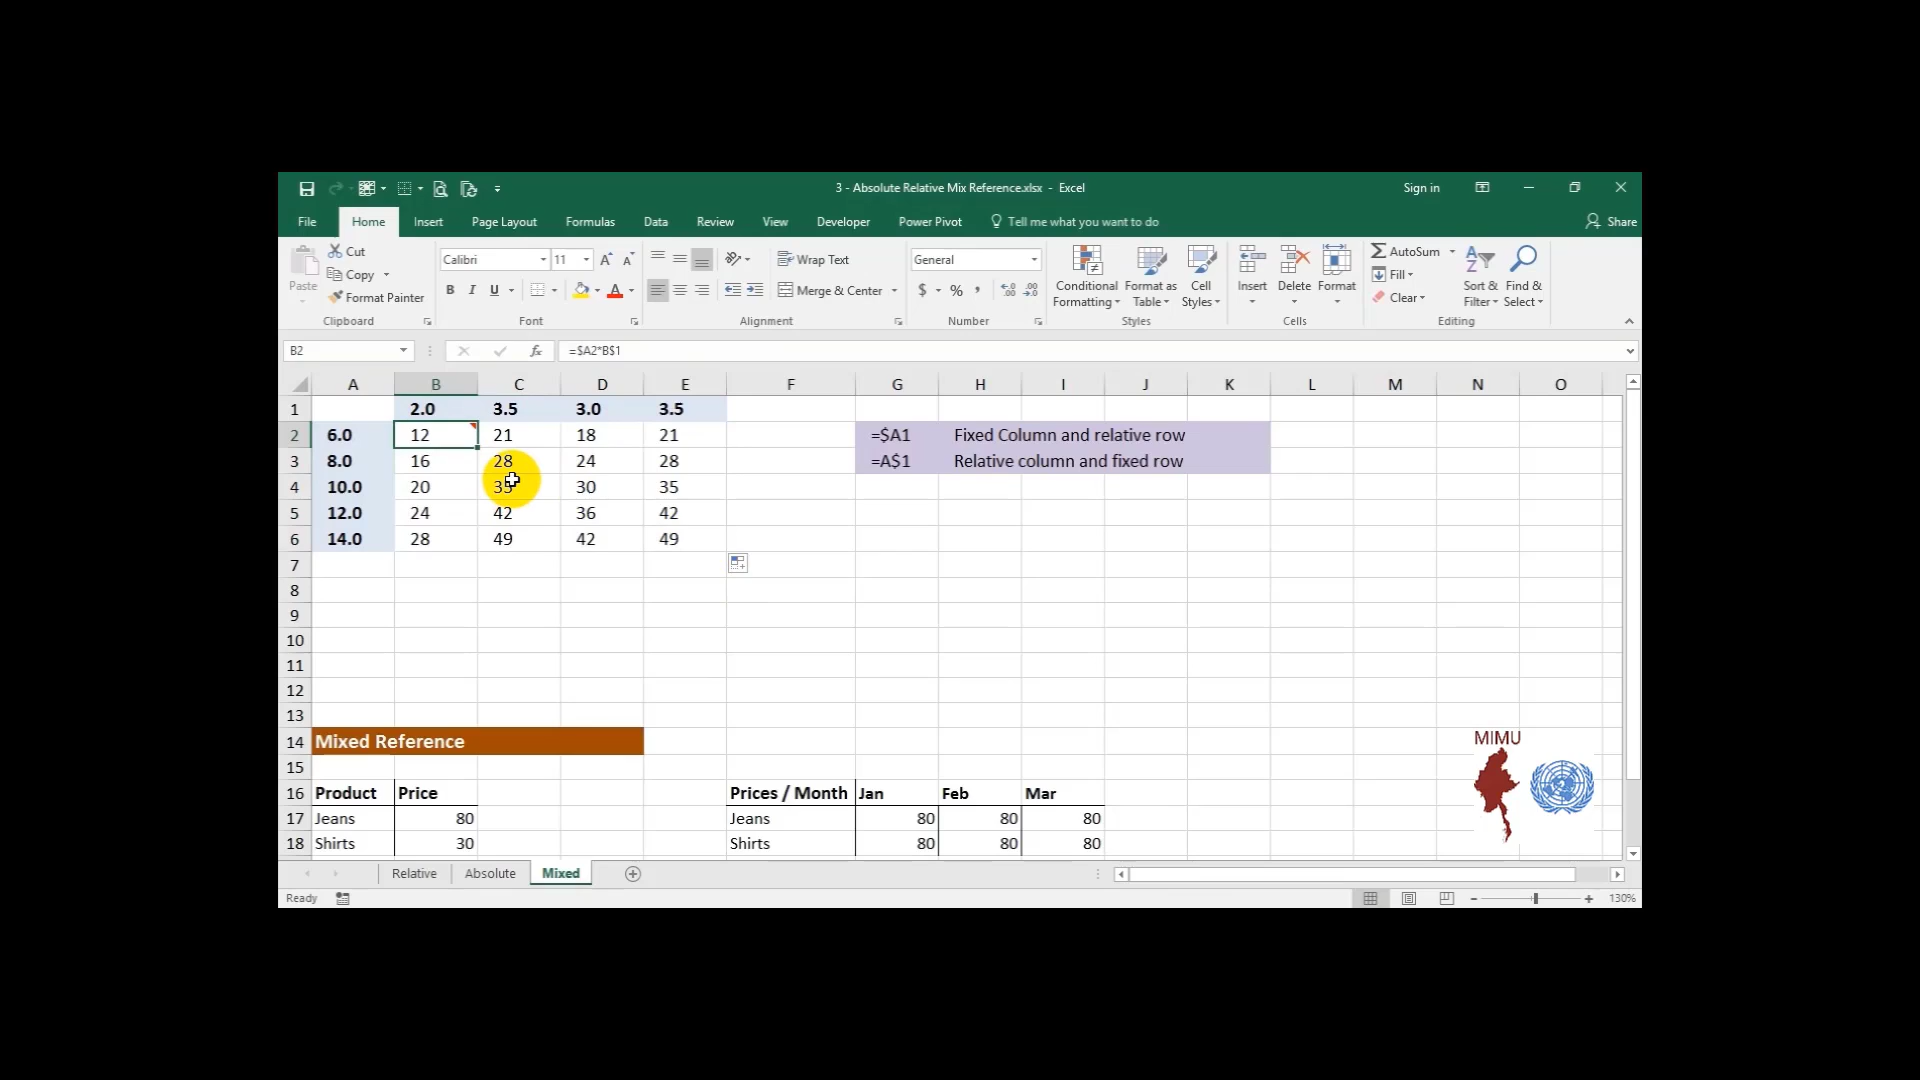 3 - Absolute Relative Mix Reference.xlsx - Excel
Sign in
File Home Insert Page Layout Formulas Data Review View Developer Power Pivot Tell me what you want to do Share
Paste
Cut
Copy
Format Painter
Clipboard
Calibri 11
B I U
Font
Wrap Text
Merge & Center
Alignment
General
$ % ,
Number
Conditional Formatting
Format as Table
Cell Styles
Styles
Insert Delete Format
Cells
AutoSum
Fill
Clear
Sort & Filter
Find & Select
Editing
B2 fx =$A2*B$1
A B C D E F G H I J K L M N O
1 2.0 3.5 3.0 3.5
2 6.0 12 21 18 21 =$A1 Fixed Column and relative row
3 8.0 16 28 24 28 =A$1 Relative column and fixed row
4 10.0 20 35 30 35
5 12.0 24 42 36 42
6 14.0 28 49 42 49
7
8
9
10
11
12
13
14 Mixed Reference
MIMU
15
16 Product Price Prices / Month Jan Feb Mar
17 Jeans 80 Jeans 80 80 80
18 Shirts 30 Shirts 80 80 80
Relative Absolute Mixed
Ready 130%